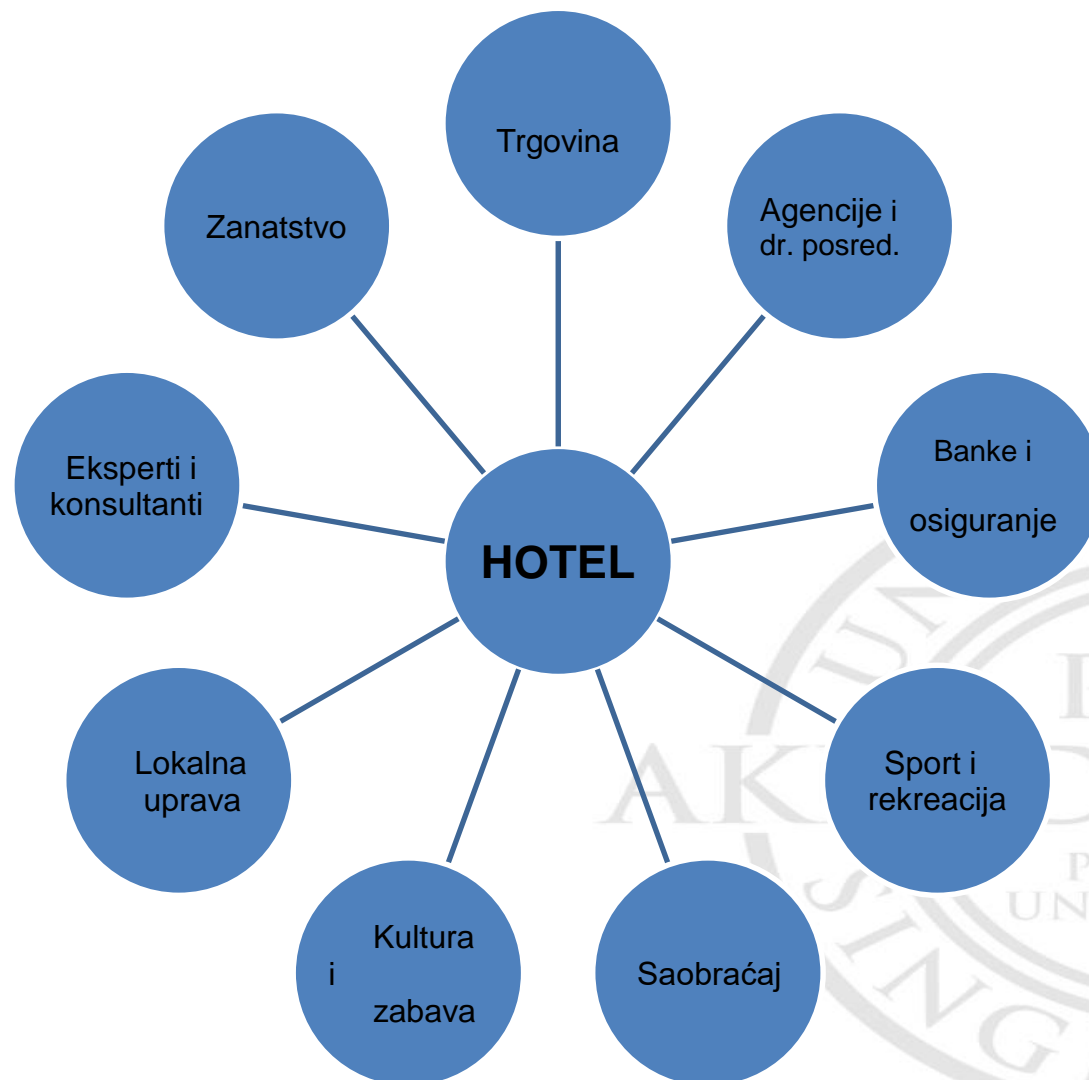 Trgovina
Agencije i
dr. posred.
Banke i
osiguranje
Sport i
rekreacija
Saobraćaj
Kultura
i
zabava
Lokalna
uprava
Eksperti i
konsultanti
Zanatstvo
HOTEL